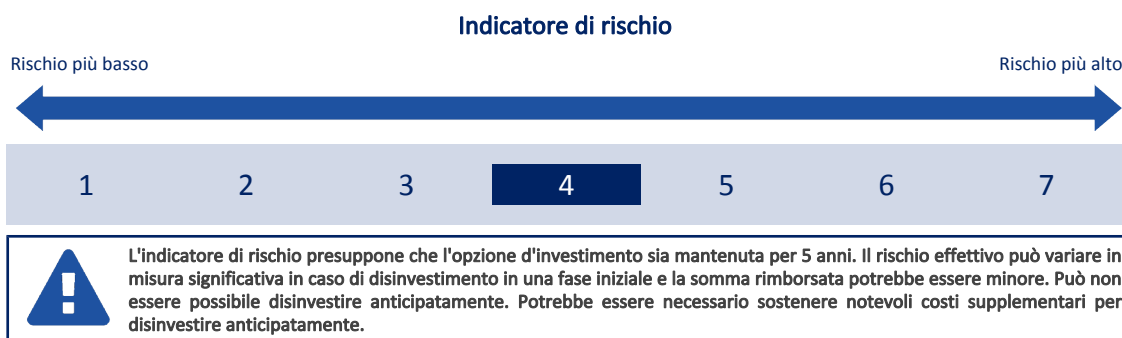 Indicatore di rischio
Rischio più basso
Rischio più alto
1 2 3 4 5 6 7
L'indicatore di rischio presuppone che l'opzione d'investimento sia mantenuta per 5 anni. Il rischio effettivo può variare in
misura significativa in caso di disinvestimento in una fase iniziale e la somma rimborsata potrebbe essere minore. Può non
essere possibile disinvestire anticipatamente. Potrebbe essere necessario sostenere notevoli costi supplementari per
disinvestire anticipatamente.